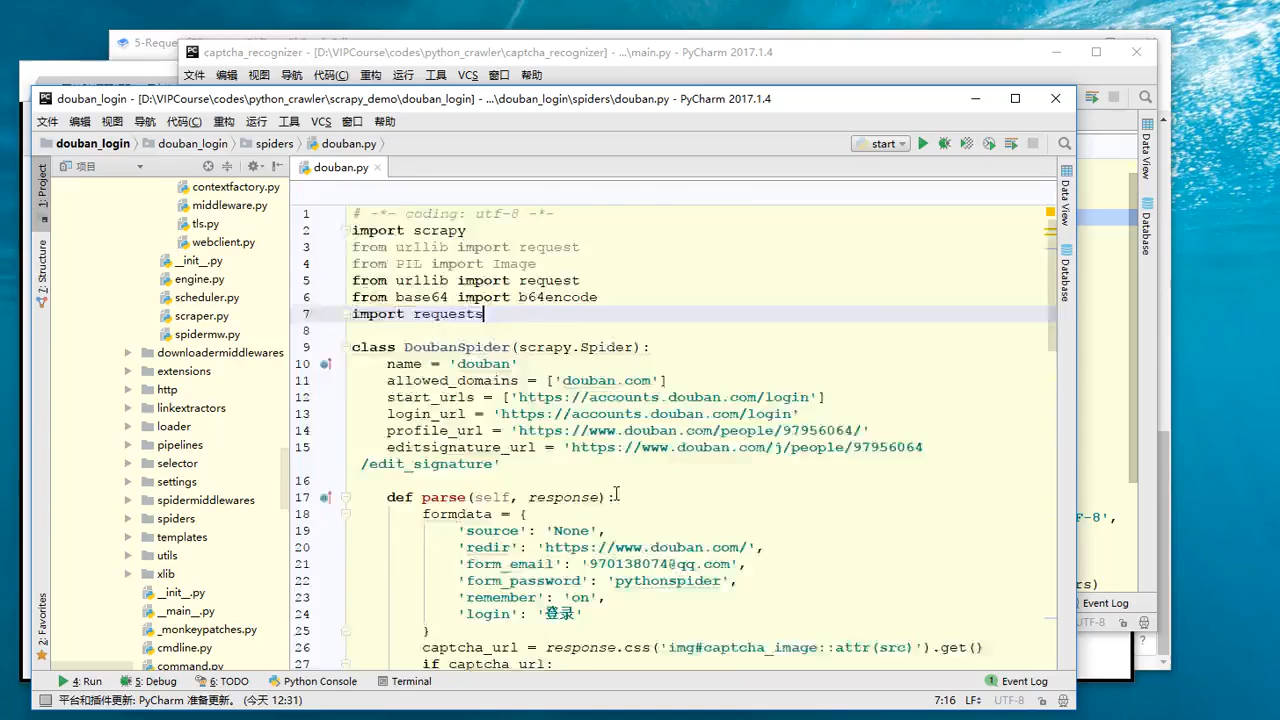 5-Reque
captcha_recognizer - [D:\VIPCourse\codes\python_crawler\captcha_recognizer] - ...\main.py - PyCharm 2017.1.4
文件 编辑 视图 导航 代码(C) 重构 运行 工具 VCS 窗口 帮助
douban_login - [D:\VIPCourse\codes\python_crawler\scrapy_demo\douban_login] - ...\douban_login\spiders\douban.py - PyCharm 2017.1.4
文件 编辑 视图 导航 代码(C) 重构 运行 工具 VCS 窗口 帮助
douban_login douban_login spiders douban.py start
项目
douban.py
1: Project
2: Structure
2: Favorites
contextfactory.py
middleware.py
tls.py
webclient.py
__init__.py
engine.py
scheduler.py
scraper.py
spidermw.py
downloadermiddlewares
extensions
http
linkextractors
loader
pipelines
selector
settings
spidermiddlewares
spiders
templates
utils
xlib
__init__.py
__main__.py
_monkeypatches.py
cmdline.py
command.py
1 # -*- coding: utf-8 -*-
2 import scrapy
3 from urllib import request
4 from PIL import Image
5 from urllib import request
6 from base64 import b64encode
7 import requests
8
9 class DoubanSpider(scrapy.Spider):
10 name = 'douban'
11 allowed_domains = ['douban.com']
12 start_urls = ['https://accounts.douban.com/login']
13 login_url = 'https://accounts.douban.com/login'
14 profile_url = 'https://www.douban.com/people/97956064/'
15 editsignature_url = 'https://www.douban.com/j/people/97956064
/edit_signature'
16
17 def parse(self, response):
18 formdata = {
19 'source': 'None',
20 'redir': 'https://www.douban.com/',
21 'form_email': '970138074@qq.com',
22 'form_password': 'pythonspider',
23 'remember': 'on',
24 'login': '登录'
25 }
26 captcha_url = response.css('img#captcha_image::attr(src)').get()
27 if captcha_url:
Data View
Database
Data View
Database
F-8',
s)
Event Log
UTF-8
4: Run 5: Debug 6: TODO Python Console Terminal 1 Event Log
平台和插件更新: PyCharm 准备更新。 (今天 12:31) 7:16 LF÷ UTF-8